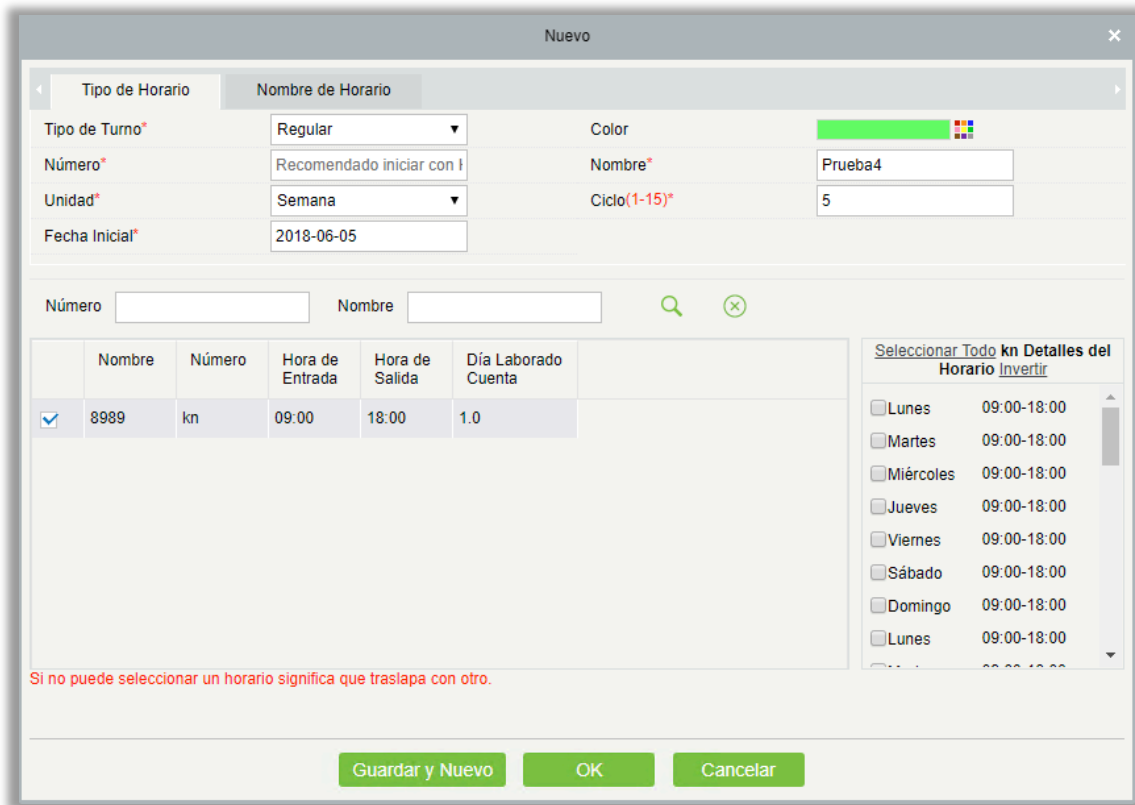 Nuevo
Tipo de Horario Nombre de Horario
Tipo de Turno* Regular Color
Número* Recomendado iniciar con Nombre* Prueba4
Unidad* Semana Ciclo(1-15)* 5
Fecha Inicial* 2018-06-05
Número Nombre
Nombre Número Hora de Entrada Hora de Salida Día Laborado Cuenta
8989 kn 09:00 18:00 1.0
Seleccionar Todo kn Detalles del
Horario Invertir
Lunes 09:00-18:00
Martes 09:00-18:00
Miércoles 09:00-18:00
Jueves 09:00-18:00
Viernes 09:00-18:00
Sábado 09:00-18:00
Domingo 09:00-18:00
Lunes 09:00-18:00
Si no puede seleccionar un horario significa que traslapa con otro.
Guardar y Nuevo OK Cancelar